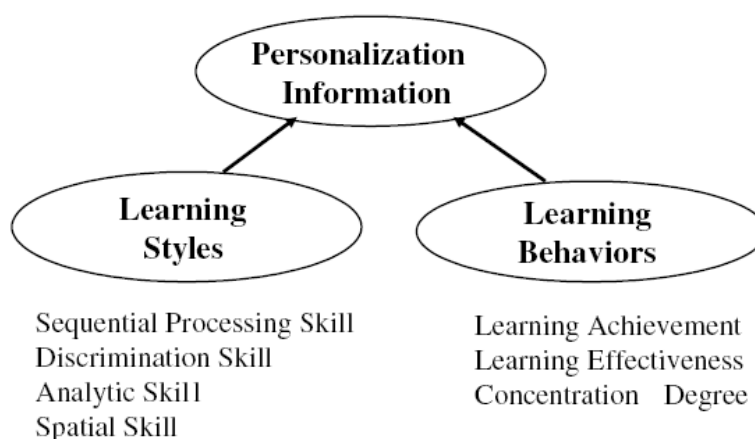 Personalization
Information
Learning
Styles
Learning
Behaviors
Sequential Processing Skill
Discrimination Skill
Analytic Skill
Spatial Skill
Learning Achievement
Learning Effectiveness
Concentration Degree